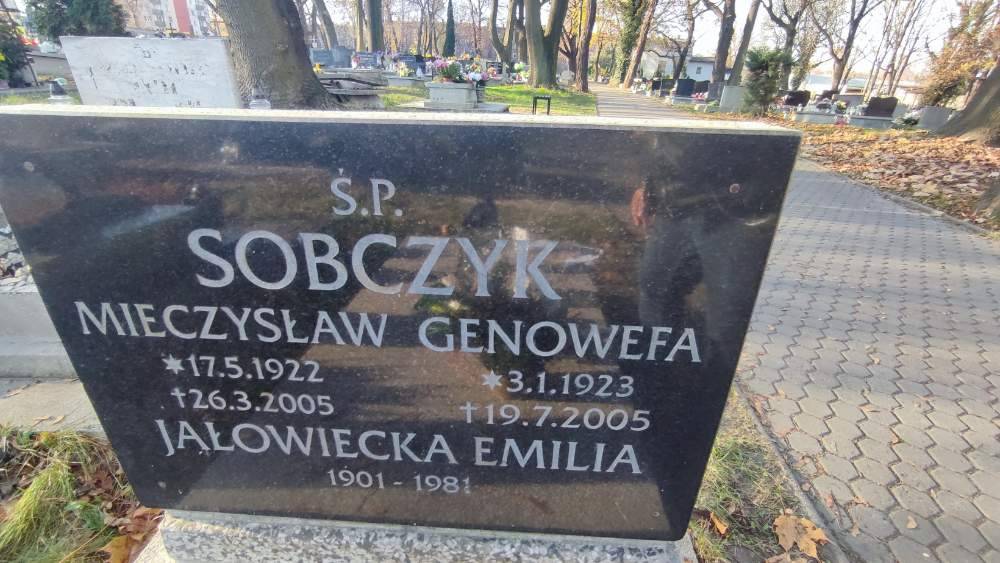 Ś.P.
SOBCZYK
MIECZYSŁAW GENOWEFA
*17.5.1922 *3.1.1923
†26.3.2005 †19.7.2005
JAŁOWIECKA EMILIA
1901 - 1981